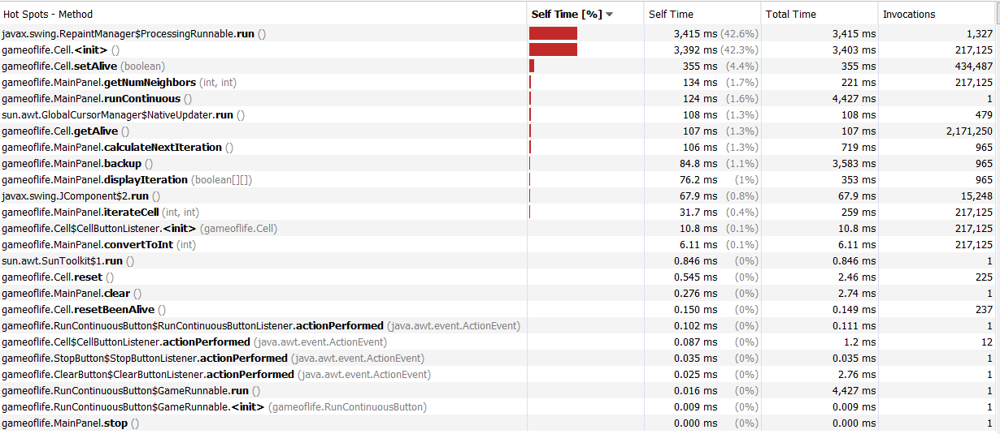 Hot Spots - Method Self Time [%] Self Time Total Time Invocations
javax.swing.RepaintManager$ProcessingRunnable.run () 3,415 ms (42.6%) 3,415 ms 1,327
gameoflife.Cell.<init> () 3,392 ms (42.3%) 3,403 ms 217,125
gameoflife.Cell.setAlive (boolean) 355 ms (4.4%) 355 ms 434,487
gameoflife.MainPanel.getNumNeighbors (int, int) 134 ms (1.7%) 221 ms 217,125
gameoflife.MainPanel.runContinuous () 124 ms (1.6%) 4,427 ms 1
sun.awt.GlobalCursorManager$NativeUpdater.run () 108 ms (1.3%) 108 ms 479
gameoflife.Cell.getAlive () 107 ms (1.3%) 107 ms 2,171,250
gameoflife.MainPanel.calculateNextIteration () 106 ms (1.3%) 719 ms 965
gameoflife.MainPanel.backup () 84.8 ms (1.1%) 3,583 ms 965
gameoflife.MainPanel.displayIteration (boolean[][]) 76.2 ms (1%) 353 ms 965
javax.swing.JComponent$2.run () 67.9 ms (0.8%) 67.9 ms 15,248
gameoflife.MainPanel.iterateCell (int, int) 31.7 ms (0.4%) 259 ms 217,125
gameoflife.Cell$CellButtonListener.<init> (gameoflife.Cell) 10.8 ms (0.1%) 10.8 ms 217,125
gameoflife.MainPanel.convertToInt (int) 6.11 ms (0.1%) 6.11 ms 217,125
sun.awt.SunToolkit$1.run () 0.846 ms (0%) 0.846 ms 1
gameoflife.Cell.reset () 0.545 ms (0%) 2.46 ms 225
gameoflife.MainPanel.clear () 0.276 ms (0%) 2.74 ms 1
gameoflife.Cell.resetBeenAlive () 0.150 ms (0%) 0.149 ms 237
gameoflife.RunContinuousButton$RunContinuousButtonListener.actionPerformed (java.awt.event.ActionEvent) 0.102 ms (0%) 0.111 ms 1
gameoflife.Cell$CellButtonListener.actionPerformed (java.awt.event.ActionEvent) 0.087 ms (0%) 1.2 ms 12
gameoflife.StopButton$StopButtonListener.actionPerformed (java.awt.event.ActionEvent) 0.035 ms (0%) 0.035 ms 1
gameoflife.ClearButton$ClearButtonListener.actionPerformed (java.awt.event.ActionEvent) 0.025 ms (0%) 2.76 ms 1
gameoflife.RunContinuousButton$GameRunnable.run () 0.016 ms (0%) 4,427 ms 1
gameoflife.RunContinuousButton$GameRunnable.<init> (gameoflife.RunContinuousButton) 0.009 ms (0%) 0.009 ms 1
gameoflife.MainPanel.stop () 0.000 ms (0%) 0.000 ms 1